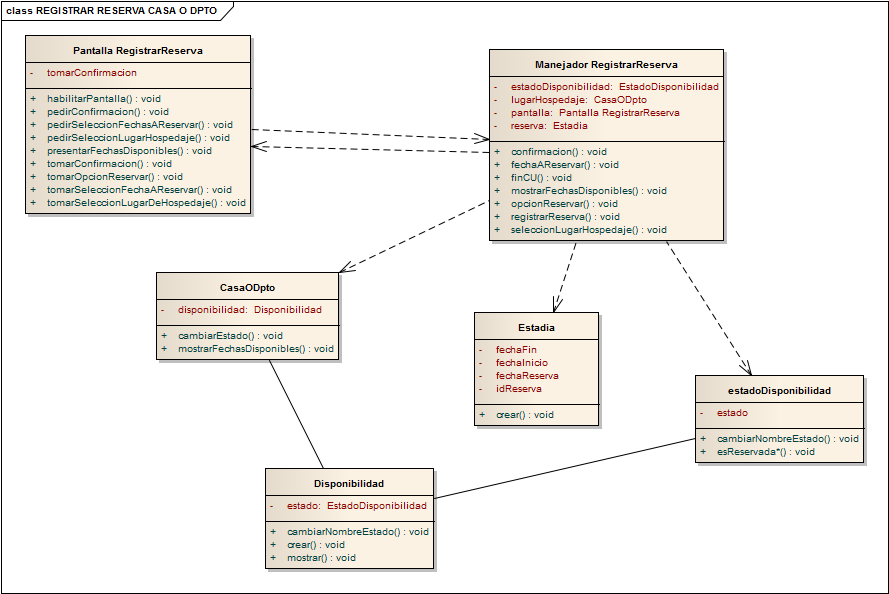 class REGISTRAR RESERVA CASA O DPTO
Pantalla RegistrarReserva
- tomarConfirmacion
+ habilitarPantalla() : void
+ pedirConfirmacion() : void
+ pedirSeleccionFechasAReservar() : void
+ pedirSeleccionLugarHospedaje() : void
+ presentarFechasDisponibles() : void
+ tomarConfirmacion() : void
+ tomarOpcionReservar() : void
+ tomarSeleccionFechaAReservar() : void
+ tomarSeleccionLugarDeHospedaje() : void
Manejador RegistrarReserva
- estadoDisponibilidad: EstadoDisponibilidad
- lugarHospedaje: CasaODpto
- pantalla: Pantalla RegistrarReserva
- reserva: Estadia
+ confirmacion() : void
+ fechaAReservar() : void
+ finCU() : void
+ mostrarFechasDisponibles() : void
+ opcionReservar() : void
+ registrarReserva() : void
+ seleccionLugarHospedaje() : void
CasaODpto
- disponibilidad: Disponibilidad
+ cambiarEstado() : void
+ mostrarFechasDisponibles() : void
Estadia
- fechaFin
- fechaInicio
- fechaReserva
- idReserva
+ crear() : void
estadoDisponibilidad
- estado
+ cambiarNombreEstado() : void
+ esReservada*() : void
Disponibilidad
- estado: EstadoDisponibilidad
+ cambiarNombreEstado() : void
+ crear() : void
+ mostrar() : void